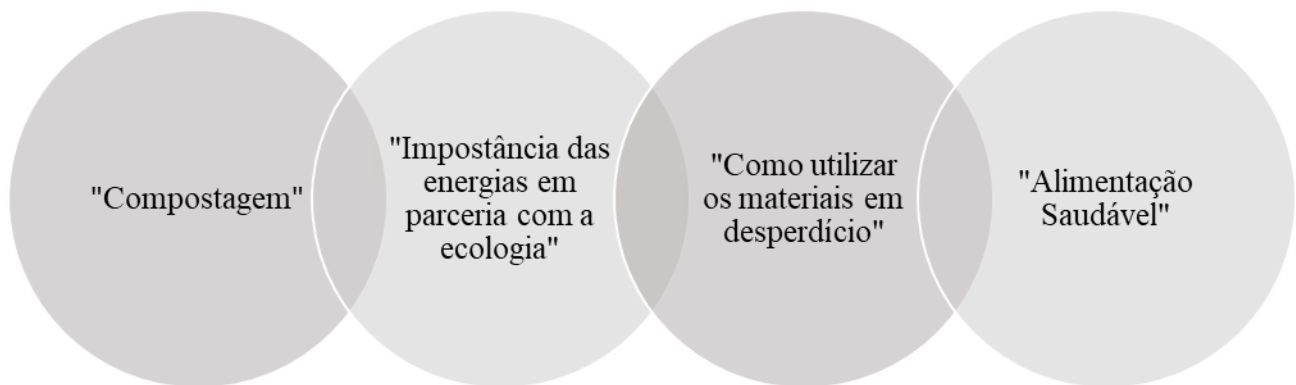 "Compostagem"
"Impostância das
energias em
parceria com a
ecologia"
"Como utilizar
os materiais em
desperdício"
"Alimentação
Saudável"